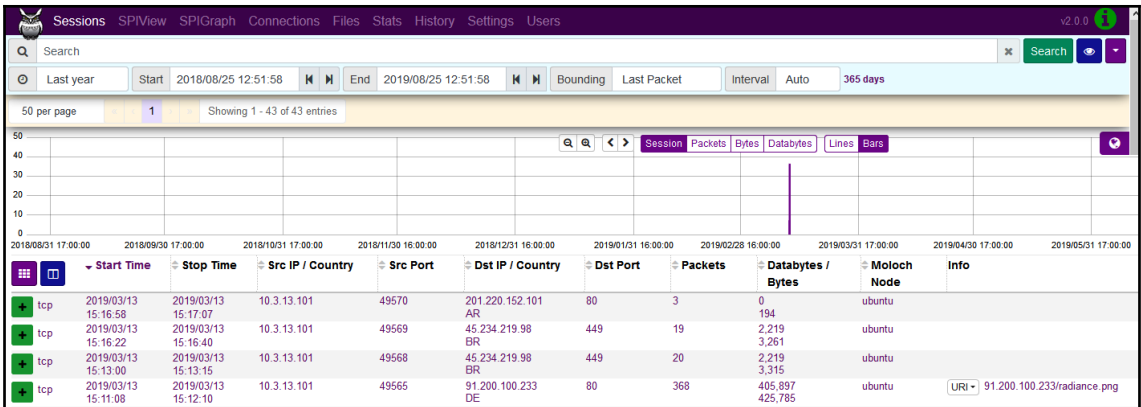 Sessions SPIView SPIGraph Connections Files Stats History Settings Users v2.0.0 i
Search Search
Last year Start 2018/08/25 12:51:58 End 2019/08/25 12:51:58 Bounding Last Packet Interval Auto 365 days
50 per page « ‹ 1 › » Showing 1 - 43 of 43 entries
Session Packets Bytes Databytes Lines Bars
50
40
30
20
10
0
2018/08/31 17:00:00 2018/09/30 17:00:00 2018/10/31 17:00:00 2018/11/30 16:00:00 2018/12/31 16:00:00 2019/01/31 16:00:00 2019/02/28 16:00:00 2019/03/31 17:00:00 2019/04/30 17:00:00 2019/05/31 17:00:00
Start Time Stop Time Src IP / Country Src Port Dst IP / Country Dst Port Packets Databytes / Moloch Info
Bytes Node
tcp 2019/03/13 2019/03/13 10.3.13.101 49570 201.220.152.101 80 3 0 ubuntu
15:16:58 15:17:07 AR 194
tcp 2019/03/13 2019/03/13 10.3.13.101 49569 45.234.219.98 449 19 2,219 ubuntu
15:16:22 15:16:40 BR 3,261
tcp 2019/03/13 2019/03/13 10.3.13.101 49568 45.234.219.98 449 20 2,219 ubuntu
15:13:00 15:13:15 BR 3,315
tcp 2019/03/13 2019/03/13 10.3.13.101 49565 91.200.100.233 80 368 405,897 ubuntu URI 91.200.100.233/radiance.png
15:11:08 15:12:10 DE 425,785